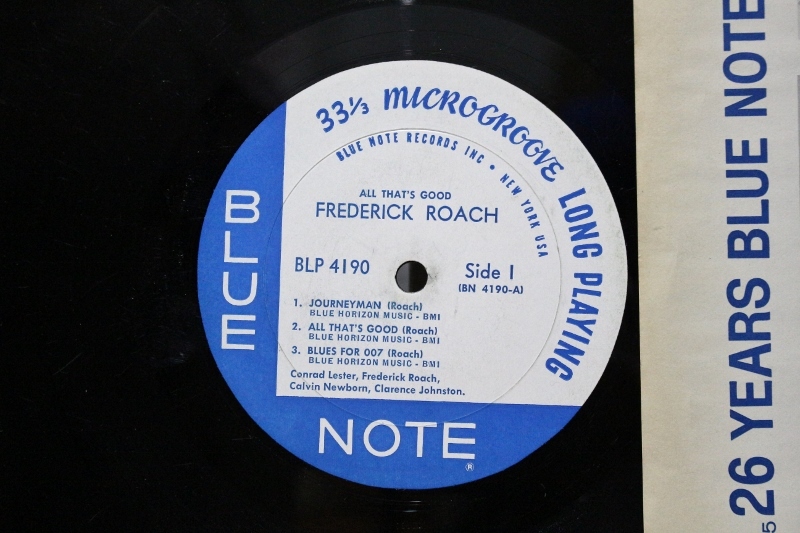 33⅓ MICROGROOVE LONG PLAYING
BLUE NOTE RECORDS INC • NEW YORK USA
ALL THAT'S GOOD
FREDERICK ROACH
BLP 4190
Side 1
(BN 4190-A)
1. JOURNEYMAN (Roach)
BLUE HORIZON MUSIC - BMI
2. ALL THAT'S GOOD (Roach)
BLUE HORIZON MUSIC - BMI
3. BLUES FOR 007 (Roach)
BLUE HORIZON MUSIC - BMI
Conrad Lester, Frederick Roach,
Calvin Newborn, Clarence Johnston.
BLUE
NOTE
®
26 YEARS BLUE NOTE
5